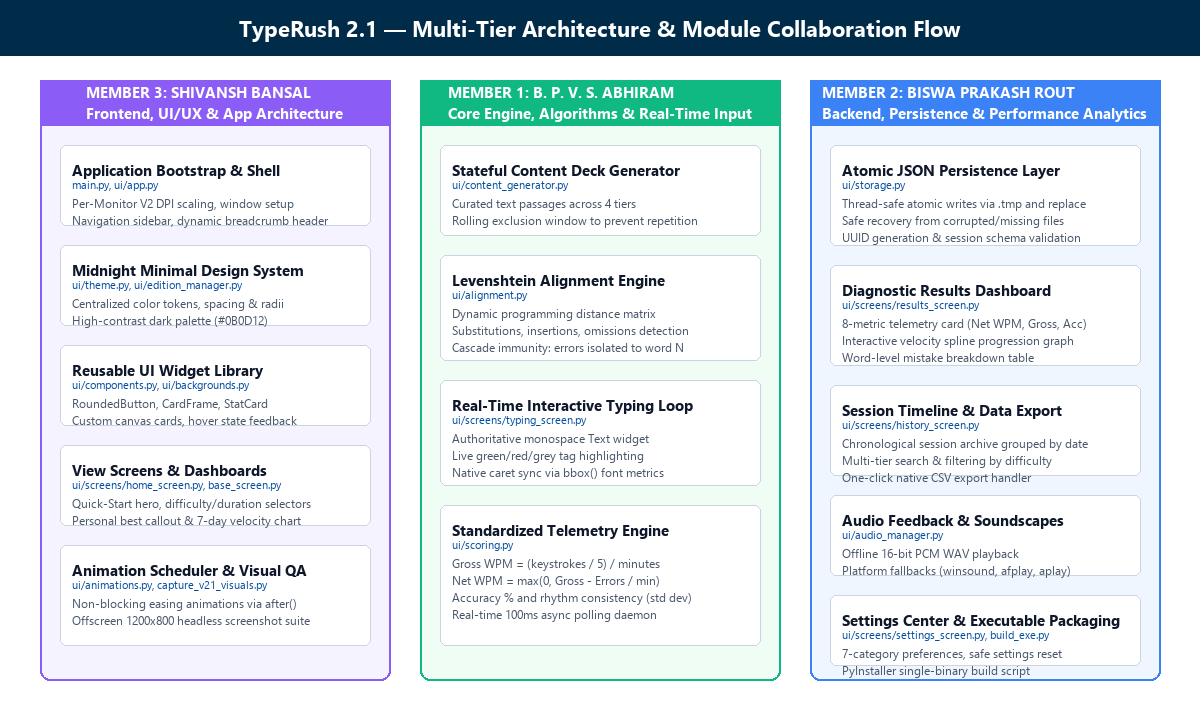 TypeRush 2.1 — Multi-Tier Architecture & Module Collaboration Flow
MEMBER 3: SHIVANSH BANSAL
Frontend, UI/UX & App Architecture
Application Bootstrap & Shell
main.py, ui/app.py
Per-Monitor V2 DPI scaling, window setup
Navigation sidebar, dynamic breadcrumb header
Midnight Minimal Design System
ui/theme.py, ui/edition_manager.py
Centralized color tokens, spacing & radii
High-contrast dark palette (#0B0D12)
Reusable UI Widget Library
ui/components.py, ui/backgrounds.py
RoundedButton, CardFrame, StatCard
Custom canvas cards, hover state feedback
View Screens & Dashboards
ui/screens/home_screen.py, base_screen.py
Quick-Start hero, difficulty/duration selectors
Personal best callout & 7-day velocity chart
Animation Scheduler & Visual QA
ui/animations.py, capture_v21_visuals.py
Non-blocking easing animations via after()
Offscreen 1200x800 headless screenshot suite
MEMBER 1: B. P. V. S. ABHIRAM
Core Engine, Algorithms & Real-Time Input
Stateful Content Deck Generator
ui/content_generator.py
Curated text passages across 4 tiers
Rolling exclusion window to prevent repetition
Levenshtein Alignment Engine
ui/alignment.py
Dynamic programming distance matrix
Substitutions, insertions, omissions detection
Cascade immunity: errors isolated to word N
Real-Time Interactive Typing Loop
ui/screens/typing_screen.py
Authoritative monospace Text widget
Live green/red/grey tag highlighting
Native caret sync via bbox() font metrics
Standardized Telemetry Engine
ui/scoring.py
Gross WPM = (keystrokes / 5) / minutes
Net WPM = max(0, Gross - Errors / min)
Accuracy % and rhythm consistency (std dev)
Real-time 100ms async polling daemon
MEMBER 2: BISWA PRAKASH ROUT
Backend, Persistence & Performance Analytics
Atomic JSON Persistence Layer
ui/storage.py
Thread-safe atomic writes via .tmp and replace
Safe recovery from corrupted/missing files
UUID generation & session schema validation
Diagnostic Results Dashboard
ui/screens/results_screen.py
8-metric telemetry card (Net WPM, Gross, Acc)
Interactive velocity spline progression graph
Word-level mistake breakdown table
Session Timeline & Data Export
ui/screens/history_screen.py
Chronological session archive grouped by date
Multi-tier search & filtering by difficulty
One-click native CSV export handler
Audio Feedback & Soundscapes
ui/audio_manager.py
Offline 16-bit PCM WAV playback
Platform fallbacks (winsound, afplay, aplay)
Settings Center & Executable Packaging
ui/screens/settings_screen.py, build_exe.py
7-category preferences, safe settings reset
PyInstaller single-binary build script